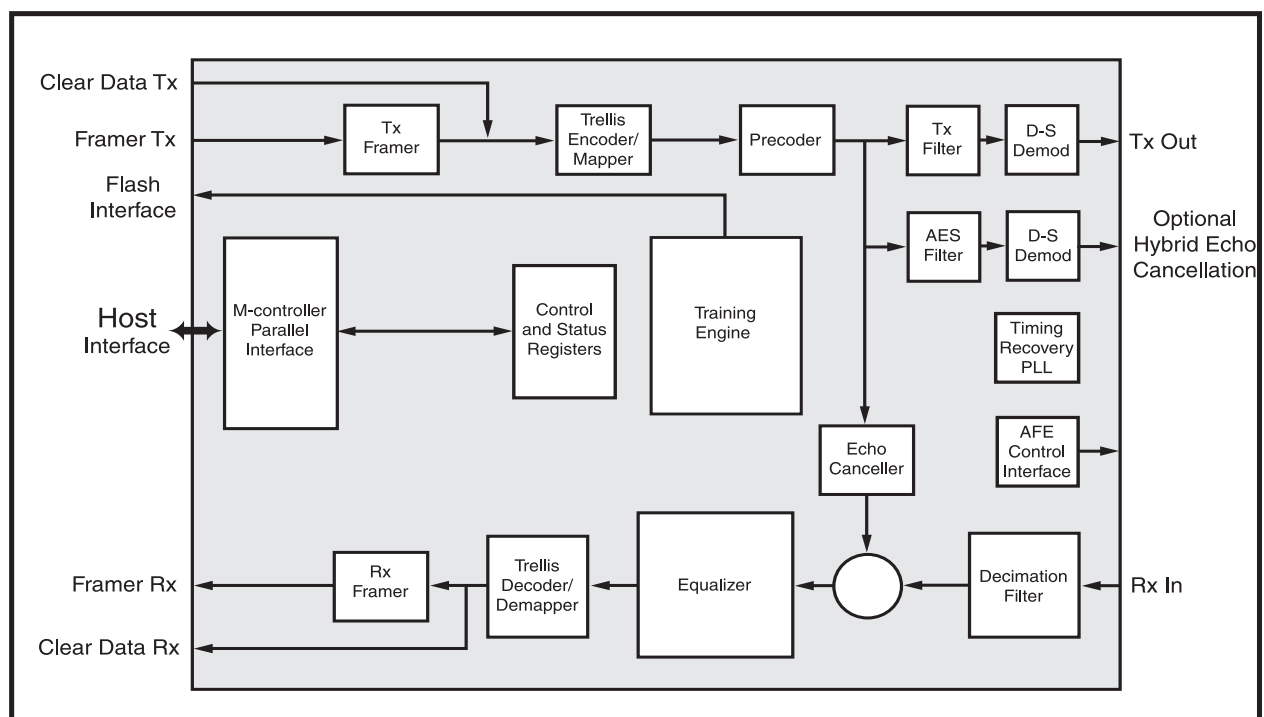 Clear Data Tx
Framer Tx
Tx
Framer
Trellis
Encoder/
Mapper
Precoder
Tx
Filter
D-S
Demod
Tx Out
Flash
Interface
AES
Filter
D-S
Demod
Optional
Hybrid Echo
Cancellation
Host
Interface
M-controller
Parallel
Interface
Control
and Status
Registers
Training
Engine
Timing
Recovery
PLL
Echo
Canceller
AFE
Control
Interface
Framer Rx
Rx
Framer
Trellis
Decoder/
Demapper
Equalizer
Decimation
Filter
Rx In
Clear Data Rx